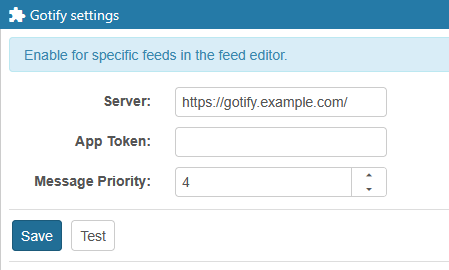 Gotify settings
Enable for specific feeds in the feed editor.
Server: https://gotify.example.com/
App Token:
Message Priority: 4
Save Test